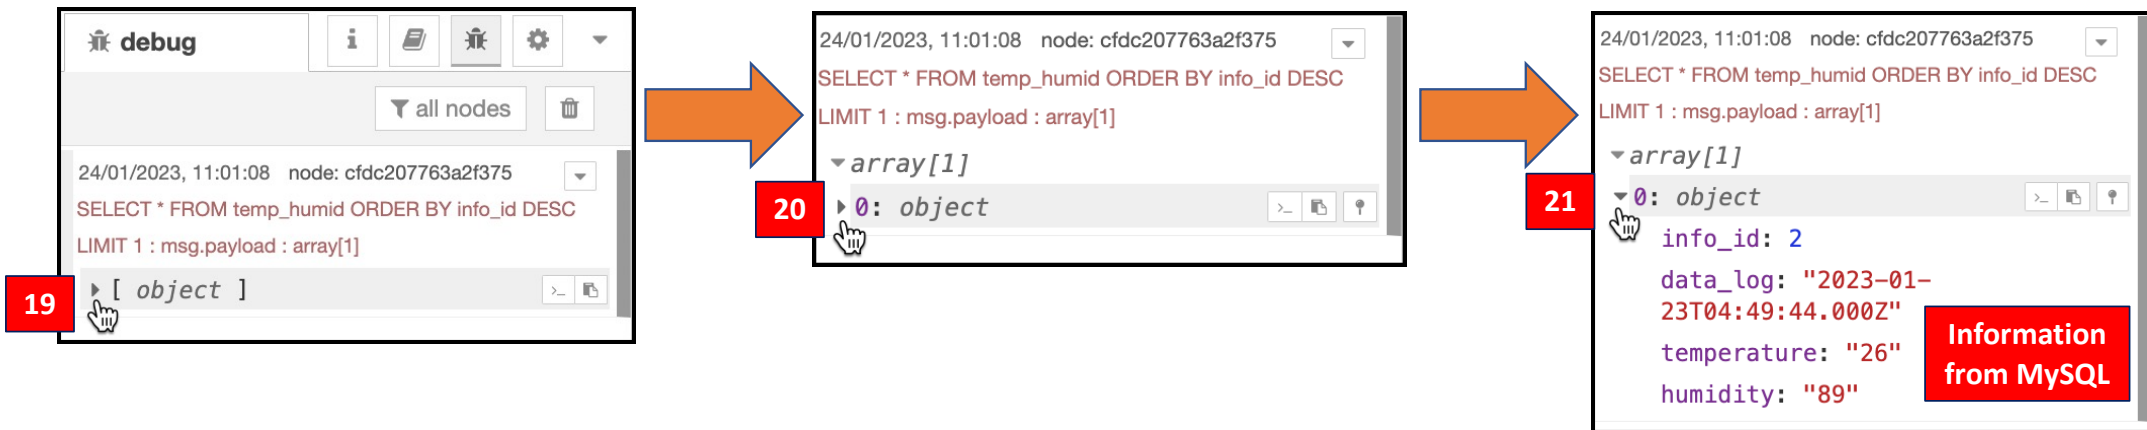 debug
all nodes
24/01/2023, 11:01:08 node: cfdc207763a2f375
SELECT * FROM temp_humid ORDER BY info_id DESC
LIMIT 1 : msg.payload : array[1]
19
[ object ]
24/01/2023, 11:01:08 node: cfdc207763a2f375
SELECT * FROM temp_humid ORDER BY info_id DESC
LIMIT 1 : msg.payload : array[1]
array[1]
20
0: object
24/01/2023, 11:01:08 node: cfdc207763a2f375
SELECT * FROM temp_humid ORDER BY info_id DESC
LIMIT 1 : msg.payload : array[1]
array[1]
21
0: object
info_id: 2
data_log: "2023-01-
23T04:49:44.000Z"
temperature: "26"
humidity: "89"
Information
from MySQL